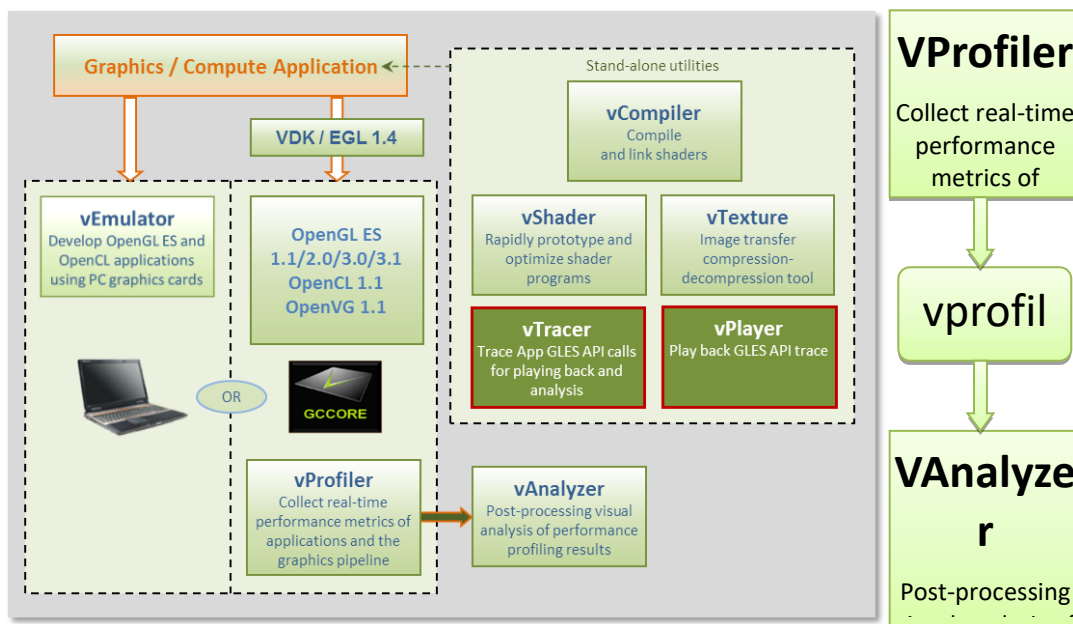 Graphics / Compute Application
VDK / EGL 1.4
vEmulator
Develop OpenGL ES and
OpenCL applications
using PC graphics cards
OpenGL ES
1.1/2.0/3.0/3.1
OpenCL 1.1
OpenVG 1.1
OR
GCCORE
vProfiler
Collect real-time
performance metrics of
applications and the
graphics pipeline
Stand-alone utilities
vCompiler
Compile
and link shaders
vShader
Rapidly prototype and
optimize shader
programs
vTexture
Image transfer
compression-
decompression tool
vTracer
Trace App GLES API calls
for playing back and
analysis
vPlayer
Play back GLES API trace
vAnalyzer
Post-processing visual
analysis of performance
profiling results
VProfiler
Collect real-time
performance
metrics of
vprofil
VAnalyze
r
Post-processing